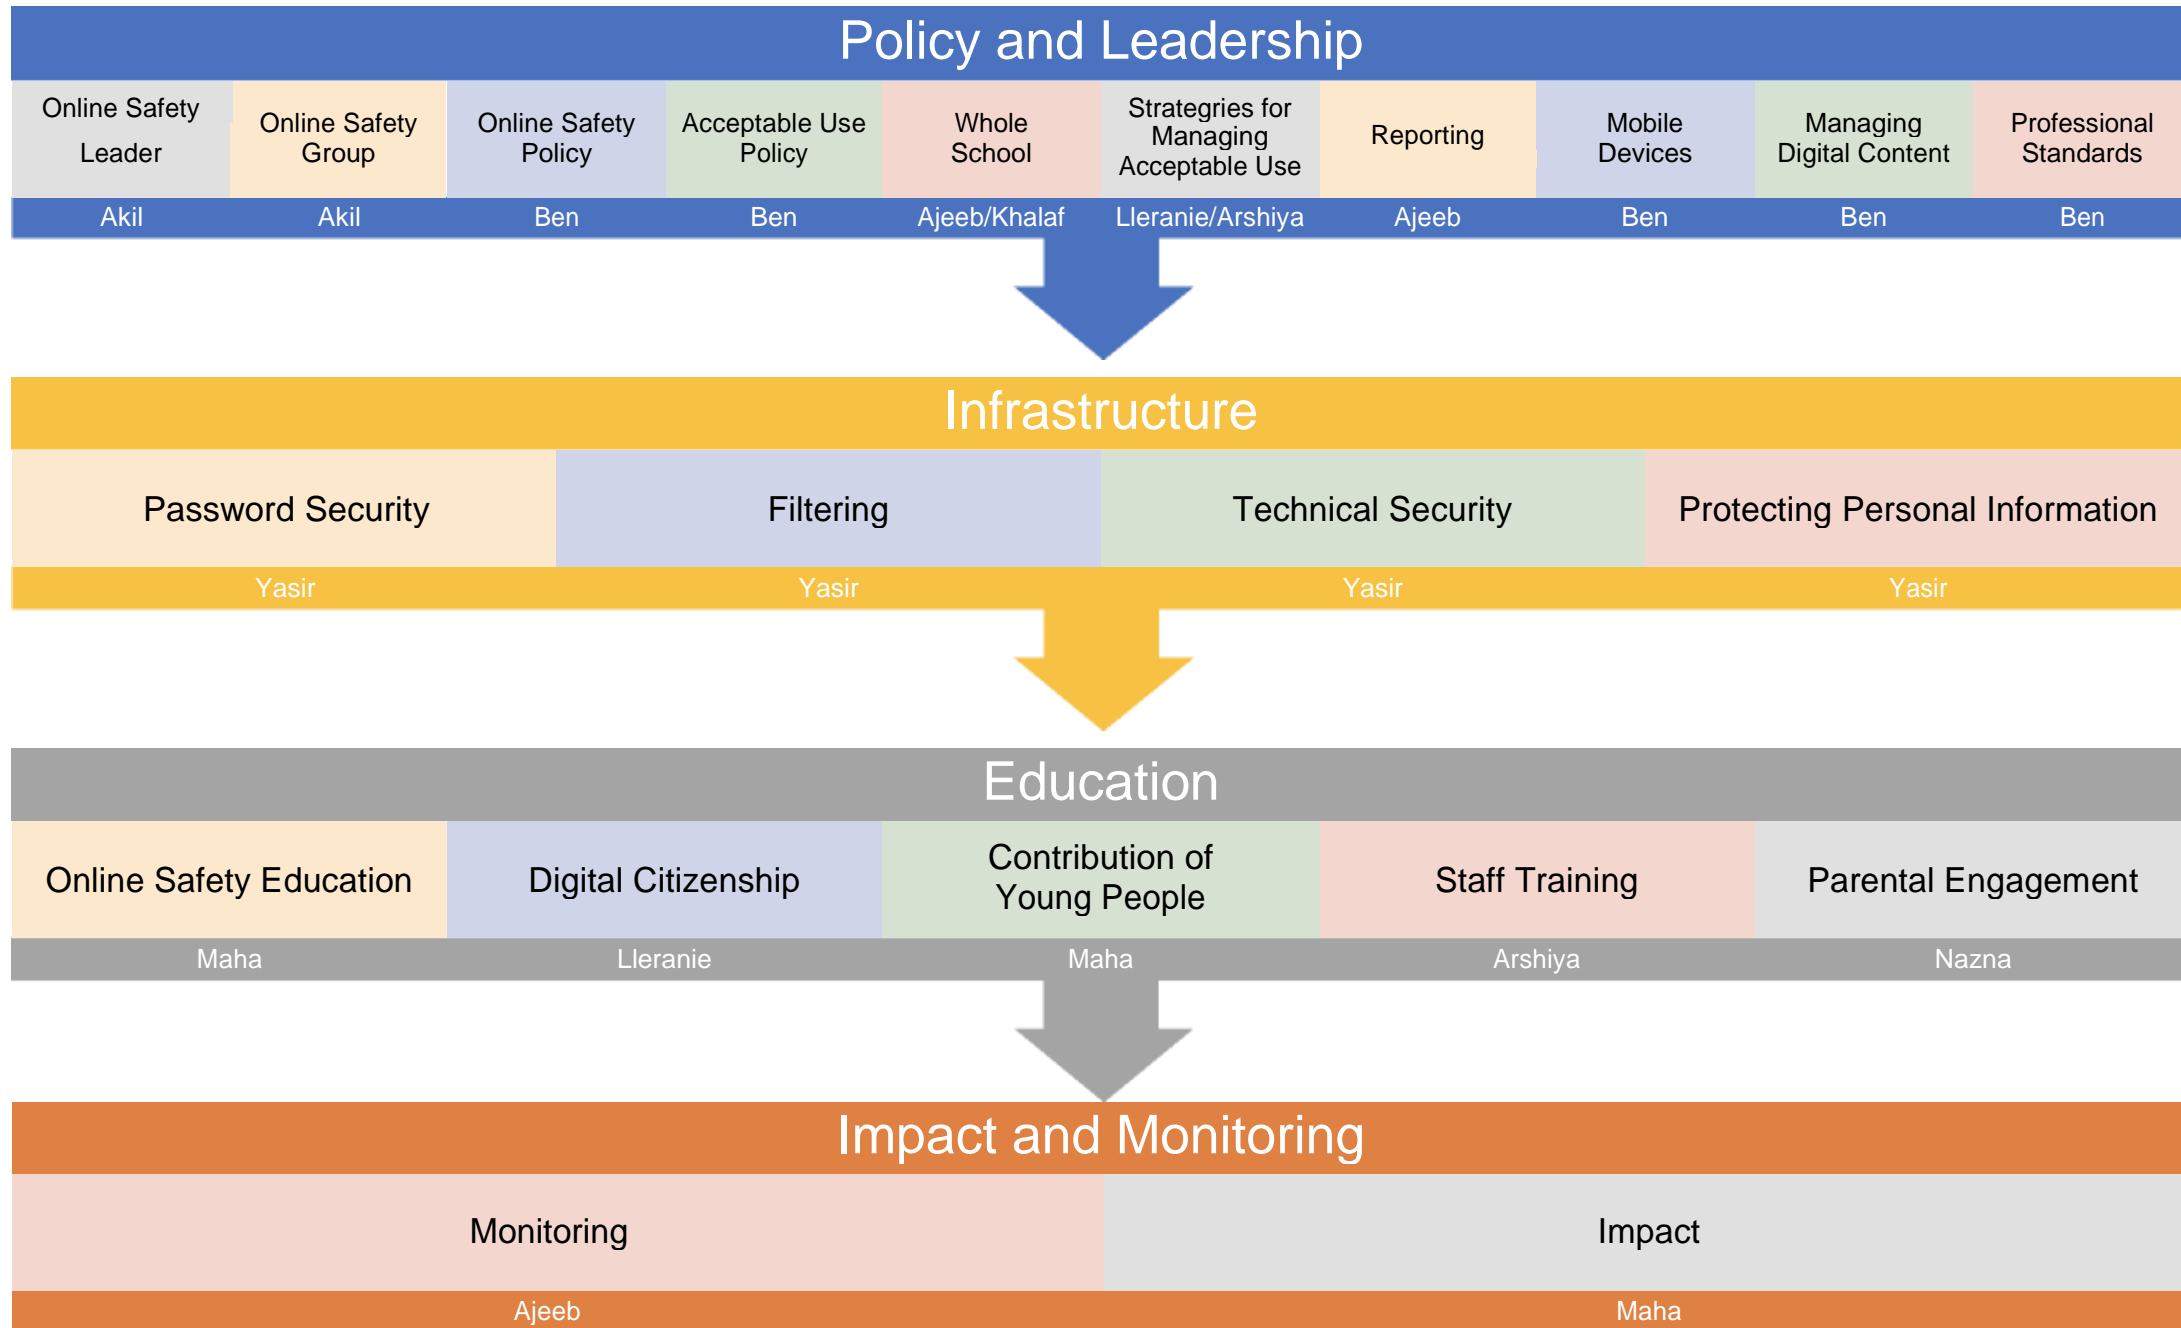 Policy and Leadership
Online Safety
Leader
Online Safety
Group
Online Safety
Policy
Acceptable Use
Policy
Whole
School
Strategries for
Managing
Acceptable Use
Reporting
Mobile
Devices
Managing
Digital Content
Professional
Standards
Akil
Akil
Ben
Ben
Ajeeb/Khalaf
Lleranie/Arshiya
Ajeeb
Ben
Ben
Ben
Infrastructure
Password Security
Filtering
Technical Security
Protecting Personal Information
Yasir
Yasir
Yasir
Yasir
Education
Online Safety Education
Digital Citizenship
Contribution of
Young People
Staff Training
Parental Engagement
Maha
Lleranie
Maha
Arshiya
Nazna
Impact and Monitoring
Monitoring
Impact
Ajeeb
Maha